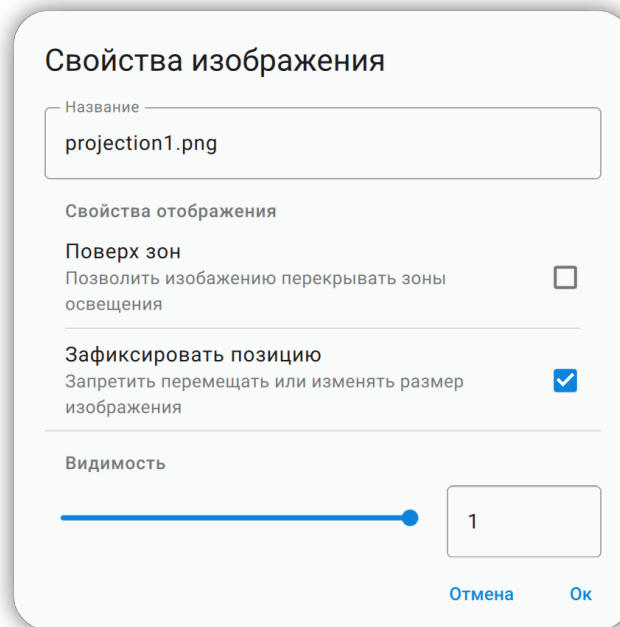 Свойства изображения
Название
projection1.png
Свойства отображения
Поверх зон
Позволить изобажению перекрывать зоны
освещения
Зафиксировать позицию
Запретить перемещать или изменять размер
изображения
Видимость
1
Отмена
Ок